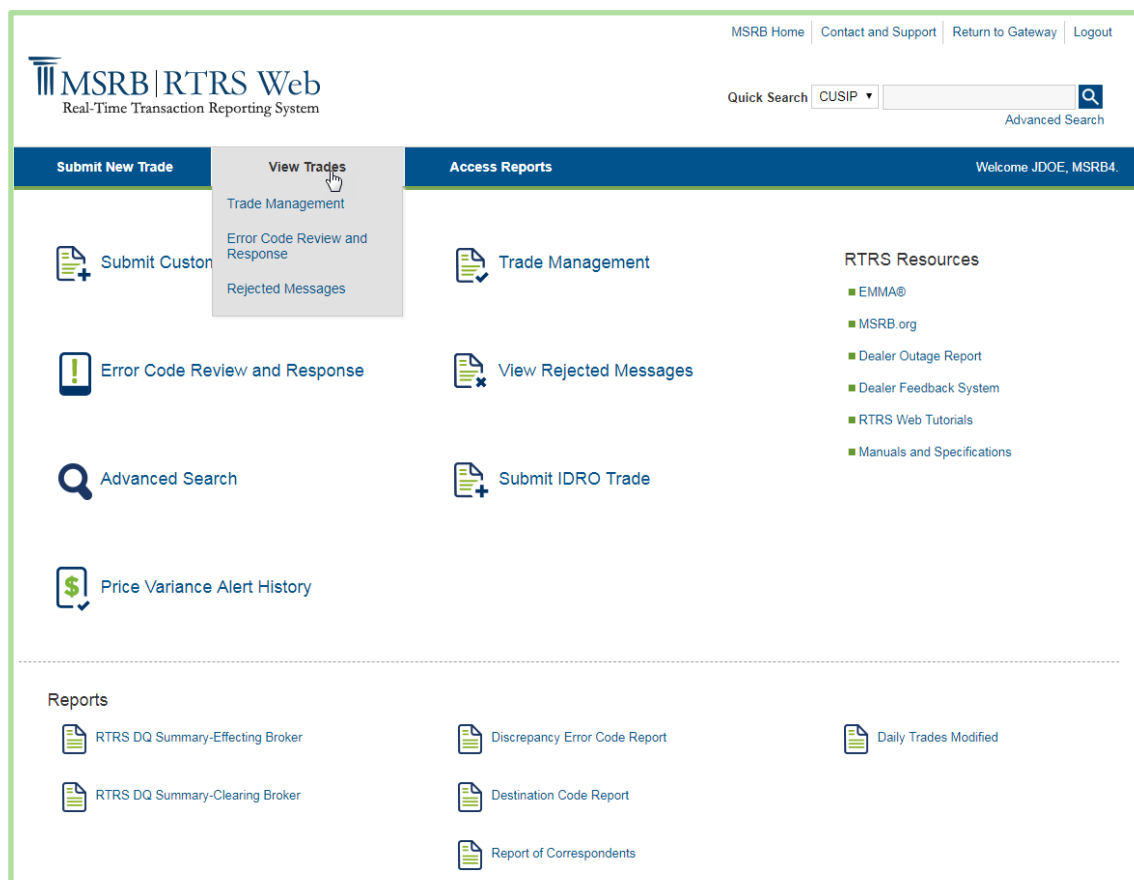 MSRB Home Contact and Support Return to Gateway Logout
MSRB|RTRS Web
Real-Time Transaction Reporting System
Quick Search CUSIP
Advanced Search
Submit New Trade View Trades Access Reports Welcome JDOE, MSRB4.
Trade Management
Error Code Review and
Response
Rejected Messages
Submit Custon Trade Management
Error Code Review and Response View Rejected Messages
Advanced Search Submit IDRO Trade
Price Variance Alert History
RTRS Resources
EMMA®
MSRB.org
Dealer Outage Report
Dealer Feedback System
RTRS Web Tutorials
Manuals and Specifications
Reports
RTRS DQ Summary-Effecting Broker Discrepancy Error Code Report Daily Trades Modified
RTRS DQ Summary-Clearing Broker Destination Code Report
Report of Correspondents